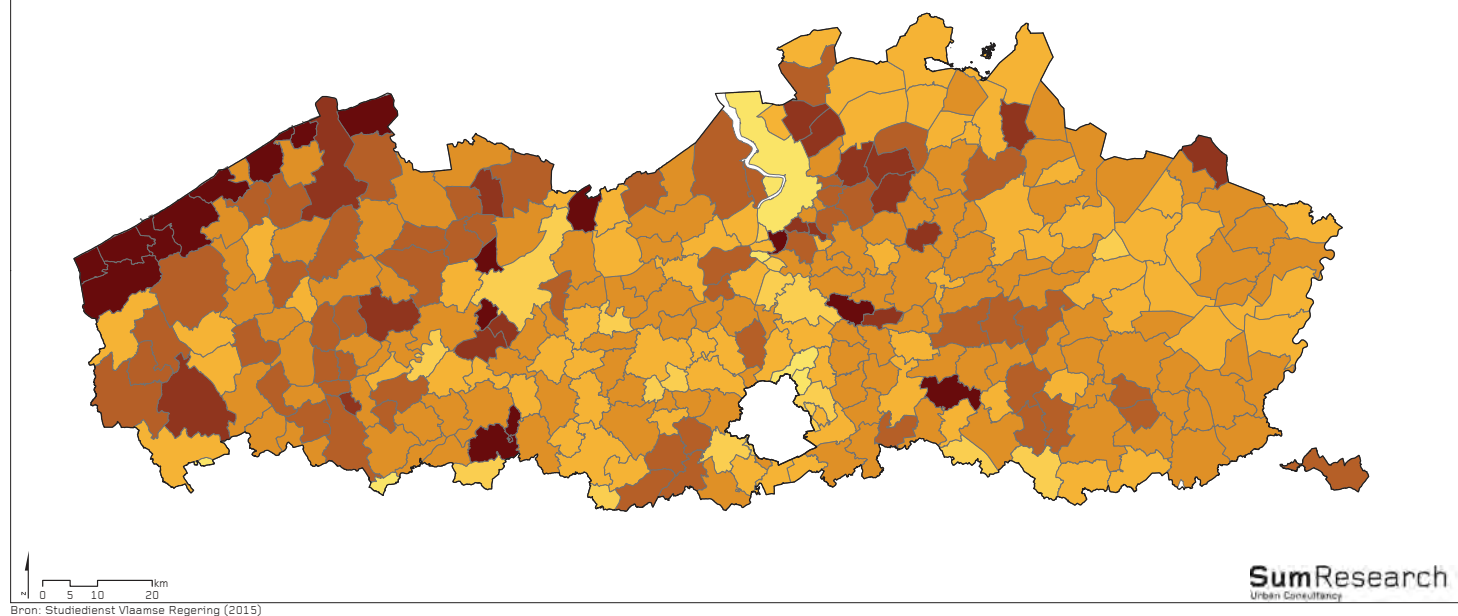 N
km
0 5 10 20
SumResearch
Urban Consultancy
Bron: Studiedienst Vlaamse Regering (2015)